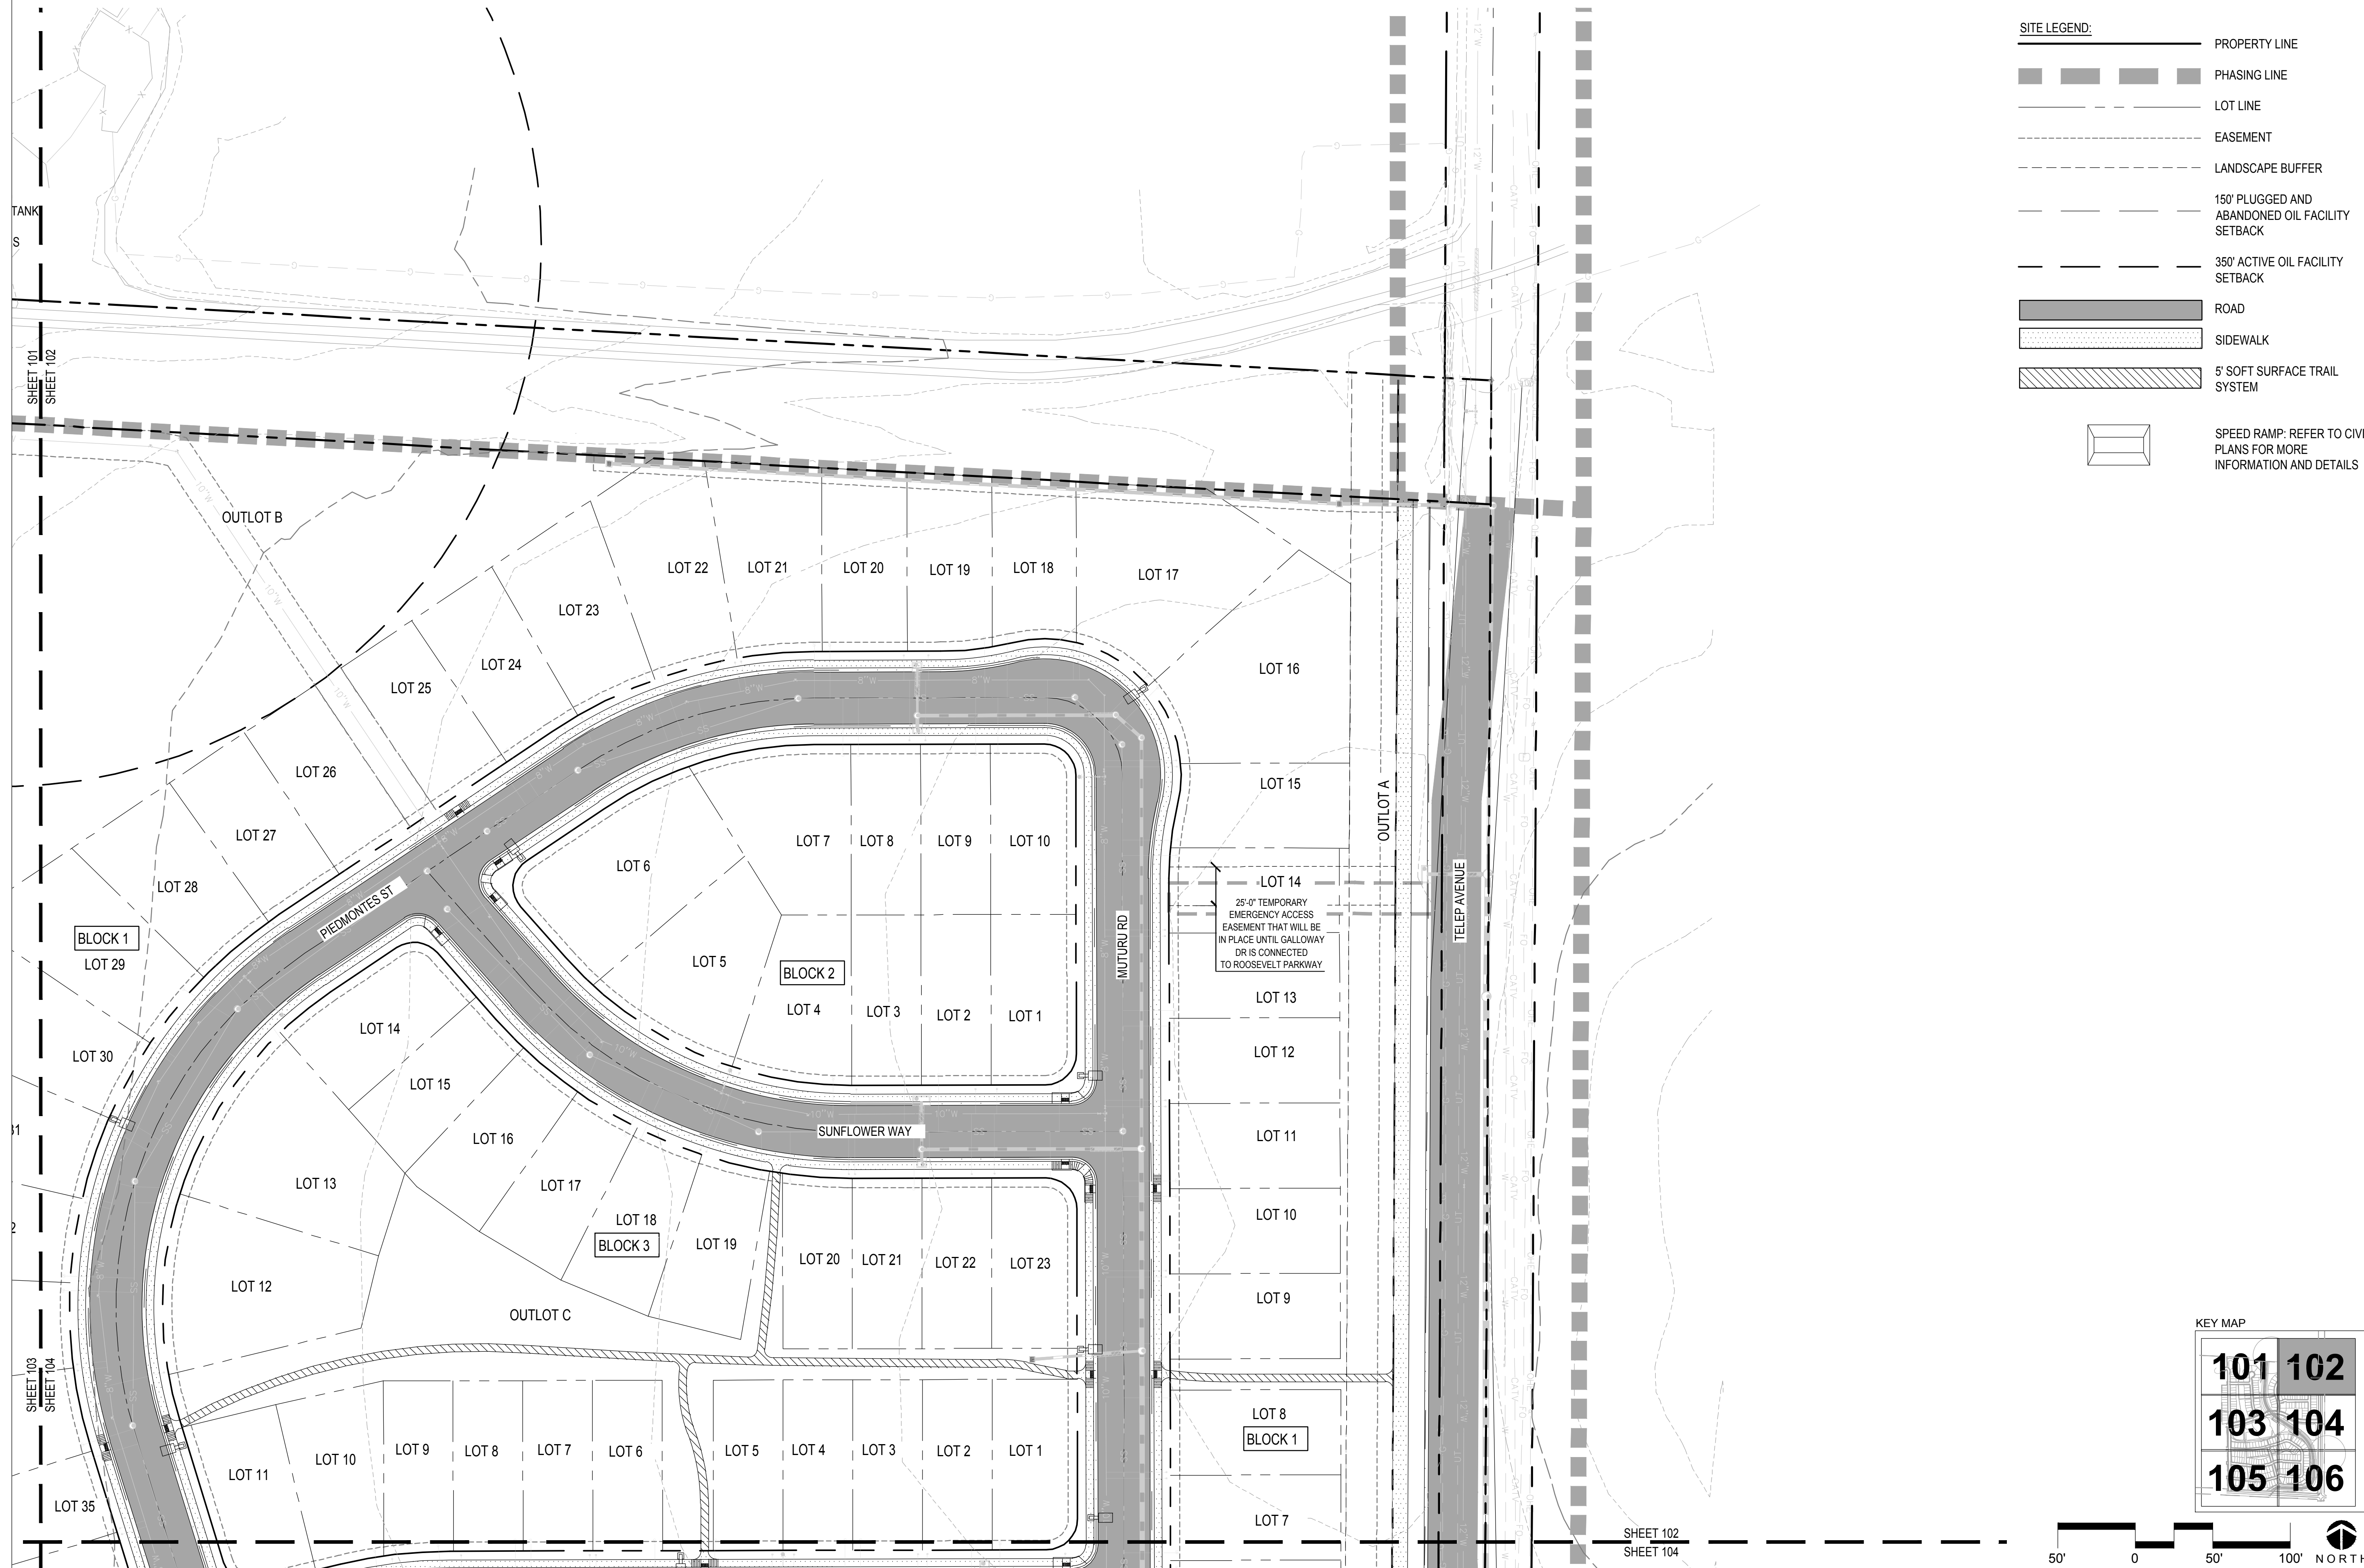 SITE LEGEND:
PROPERTY LINE
PHASING LINE
LOT LINE
EASEMENT
LANDSCAPE BUFFER
150' PLUGGED AND
ABANDONED OIL FACILITY
SETBACK
350' ACTIVE OIL FACILITY
SETBACK
ROAD
SIDEWALK
5' SOFT SURFACE TRAIL
SYSTEM
SPEED RAMP: REFER TO CIVI
PLANS FOR MORE
INFORMATION AND DETAILS
TANK
S
SHEET 101
SHEET 102
OUTLOT B
LOT 22
LOT 21
LOT 20
LOT 19
LOT 18
LOT 17
LOT 23
LOT 24
LOT 25
LOT 16
LOT 26
LOT 15
LOT 27
OUTLOT A
LOT 28
LOT 6
LOT 7
LOT 8
LOT 9
LOT 10
LOT 14
25'-0" TEMPORARY
EMERGENCY ACCESS
EASEMENT THAT WILL BE
IN PLACE UNTIL GALLOWAY
DR IS CONNECTED
TO ROOSEVELT PARKWAY
TELEP AVENUE
PIEDMONTES ST
MUTURU RD
BLOCK 1
LOT 29
LOT 5
BLOCK 2
LOT 4
LOT 3
LOT 2
LOT 1
LOT 13
LOT 14
LOT 30
LOT 12
LOT 15
31
LOT 16
SUNFLOWER WAY
LOT 11
LOT 13
LOT 17
2
LOT 18
BLOCK 3
LOT 19
LOT 10
LOT 20
LOT 21
LOT 22
LOT 23
LOT 12
OUTLOT C
LOT 9
SHEET 103
SHEET 104
LOT 8
BLOCK 1
LOT 11
LOT 10
LOT 9
LOT 8
LOT 7
LOT 6
LOT 5
LOT 4
LOT 3
LOT 2
LOT 1
LOT 35
LOT 7
SHEET 102
SHEET 104
KEY MAP
101 102
103 104
105 106
50' 0 50' 100'
NORTH